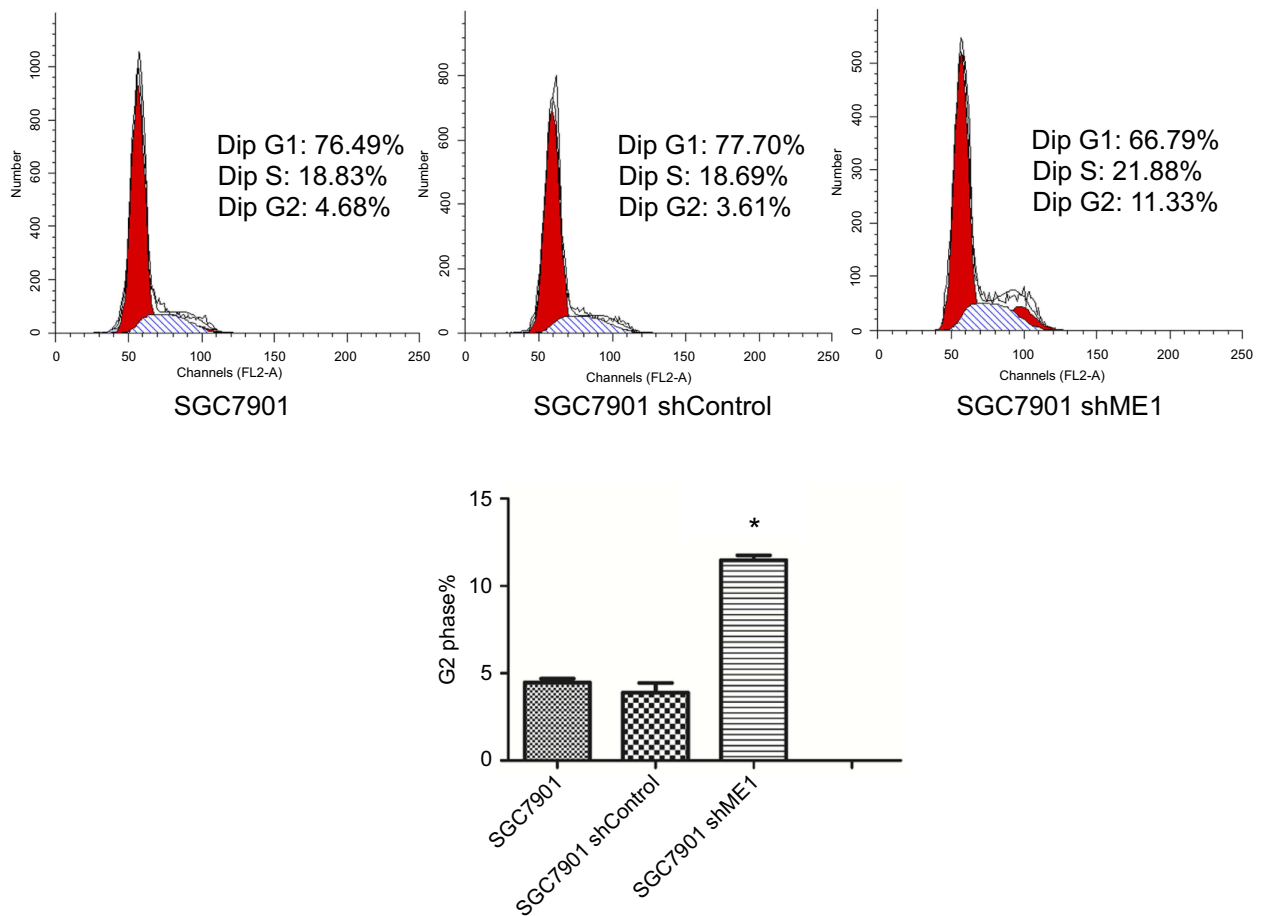 1000
800
600
400
200
0
Number
Dip G1: 76.49%
Dip S: 18.83%
Dip G2: 4.68%
0 50 100 150 200 250
Channels (FL2-A)
SGC7901
800
600
400
200
0
Number
Dip G1: 77.70%
Dip S: 18.69%
Dip G2: 3.61%
0 50 100 150 200 250
Channels (FL2-A)
SGC7901 shControl
500
400
300
200
100
0
Number
Dip G1: 66.79%
Dip S: 21.88%
Dip G2: 11.33%
0 50 100 150 200 250
Channels (FL2-A)
SGC7901 shME1
15
10
5
0
G2 phase%
*
SGC7901
SGC7901 shControl
SGC7901 shME1